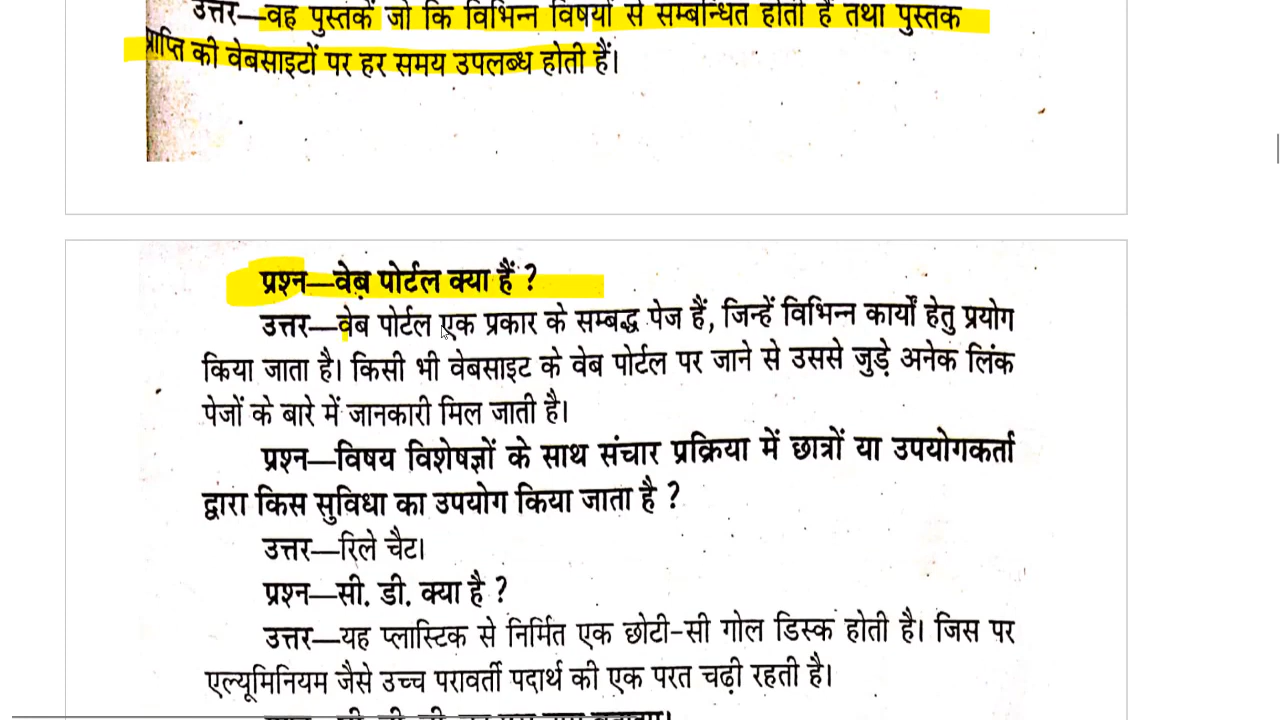 उत्तर—वह पुस्तकें जो कि विभिन्न विषयों से सम्बन्धित होती हैं तथा पुस्तक
प्राप्ति की वेबसाइटों पर हर समय उपलब्ध होती हैं।
प्रश्न—वेब पोर्टल क्या हैं ?
उत्तर—वेब पोर्टल एक प्रकार के सम्बद्ध पेज हैं, जिन्हें विभिन्न कार्यों हेतु प्रयोग
किया जाता है। किसी भी वेबसाइट के वेब पोर्टल पर जाने से उससे जुड़े अनेक लिंक
पेजों के बारे में जानकारी मिल जाती है।
प्रश्न—विषय विशेषज्ञों के साथ संचार प्रक्रिया में छात्रों या उपयोगकर्ता
द्वारा किस सुविधा का उपयोग किया जाता है ?
उत्तर—रिले चैट।
प्रश्न—सी. डी. क्या है ?
उत्तर—यह प्लास्टिक से निर्मित एक छोटी-सी गोल डिस्क होती है। जिस पर
एल्यूमिनियम जैसे उच्च परावर्ती पदार्थ की एक परत चढ़ी रहती है।